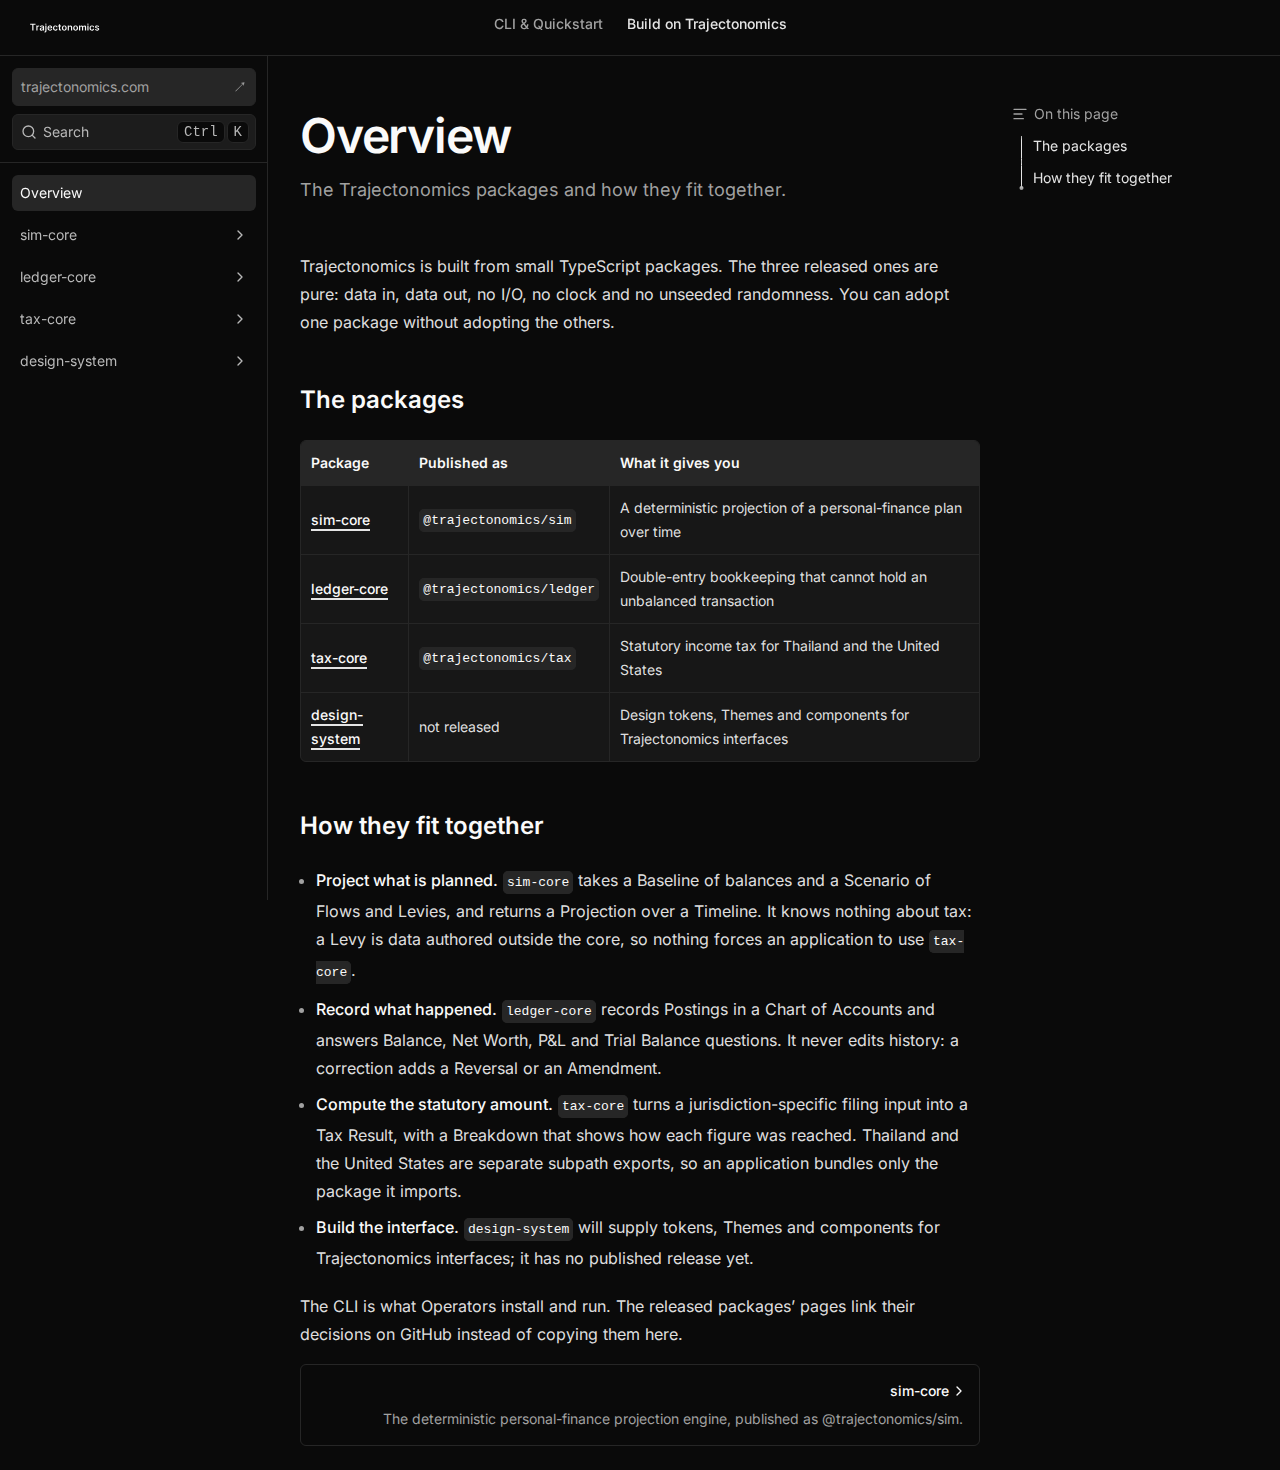 Trajectonomics
CLI & Quickstart
Build on Trajectonomics
trajectonomics.com
Search
Ctrl K
Overview
sim-core
ledger-core
tax-core
design-system
Overview
The Trajectonomics packages and how they fit together.
Trajectonomics is built from small TypeScript packages. The three released ones are
pure: data in, data out, no I/O, no clock and no unseeded randomness. You can adopt
one package without adopting the others.
The packages
Package Published as What it gives you
sim-core @trajectonomics/sim A deterministic projection of a personal-finance plan
over time
ledger-core @trajectonomics/ledger Double-entry bookkeeping that cannot hold an
unbalanced transaction
tax-core @trajectonomics/tax Statutory income tax for Thailand and the United
States
design-
system
not released
Design tokens, Themes and components for
Trajectonomics interfaces
How they fit together
Project what is planned. sim-core takes a Baseline of balances and a Scenario of
Flows and Levies, and returns a Projection over a Timeline. It knows nothing about tax:
a Levy is data authored outside the core, so nothing forces an application to use tax-
core.
Record what happened. ledger-core records Postings in a Chart of Accounts and
answers Balance, Net Worth, P&L and Trial Balance questions. It never edits history: a
correction adds a Reversal or an Amendment.
Compute the statutory amount. tax-core turns a jurisdiction-specific filing input into a
Tax Result, with a Breakdown that shows how each figure was reached. Thailand and
the United States are separate subpath exports, so an application bundles only the
package it imports.
Build the interface. design-system will supply tokens, Themes and components for
Trajectonomics interfaces; it has no published release yet.
The CLI is what Operators install and run. The released packages’ pages link their
decisions on GitHub instead of copying them here.
sim-core
The deterministic personal-finance projection engine, published as @trajectonomics/sim.
On this page
The packages
How they fit together